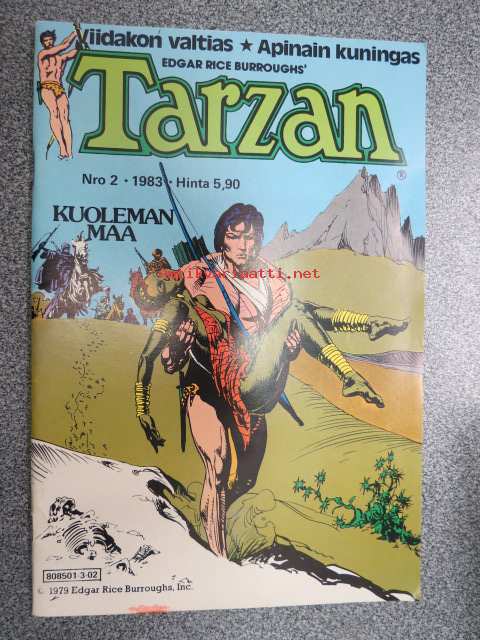 Viidakon valtias ★ Apinain kuningas
EDGAR RICE BURROUGHS'
Tarzan®
Nro 2 · 1983 · Hinta 5,90
KUOLEMAN
MAA
antikvariaatti.net
808501-3-02
© 1979 Edgar Rice Burroughs, Inc.